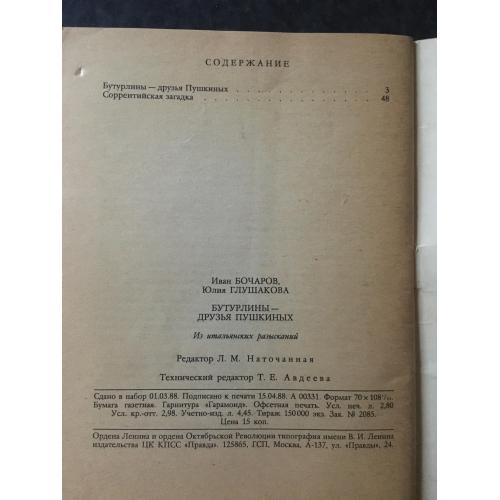 СОДЕРЖАНИЕ
Бутурлины — друзья Пушкиных . . . . . . . . . . . 3
Соррентийская загадка . . . . . . . . . . . . . 48
Иван БОЧАРОВ,
Юлия ГЛУШАКОВА
БУТУРЛИНЫ —
ДРУЗЬЯ ПУШКИНЫХ
Из итальянских разысканий
Редактор Л. М. Наточанная
Технический редактор Т. Е. Авдеева
Сдано в набор 01.03.88. Подписано к печати 15.04.88. А 00331. Формат 70 × 108 1/32.
Бумага газетная. Гарнитура «Гарамонд». Офсетная печать. Усл. печ. л. 2,80
Усл. кр.-отт. 2,98. Учетно-изд. л. 4,45. Тираж 150 000 экз. Зак. № 2085.
Цена 15 коп.
Ордена Ленина и ордена Октябрьской Революции типография имени В. И. Ленина
издательства ЦК КПСС «Правда». 125865, ГСП, Москва, А-137, ул. «Правды», 24.